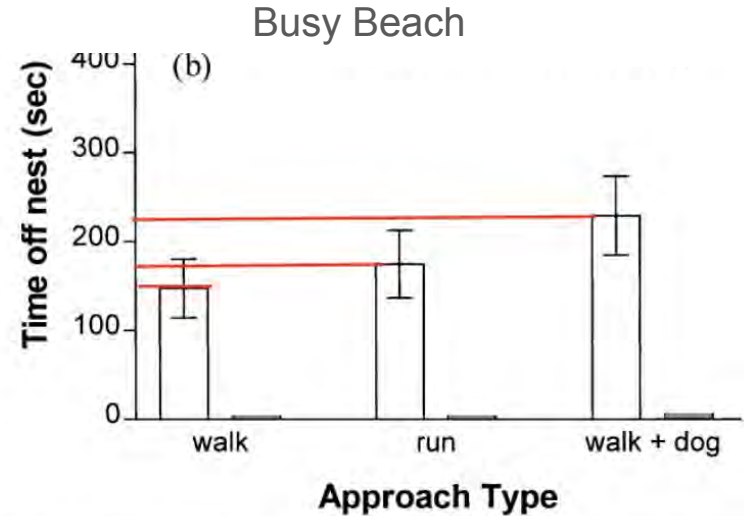 Busy Beach
(b)
Time off nest (sec)
400
300
200
100
0
walk run walk + dog
Approach Type